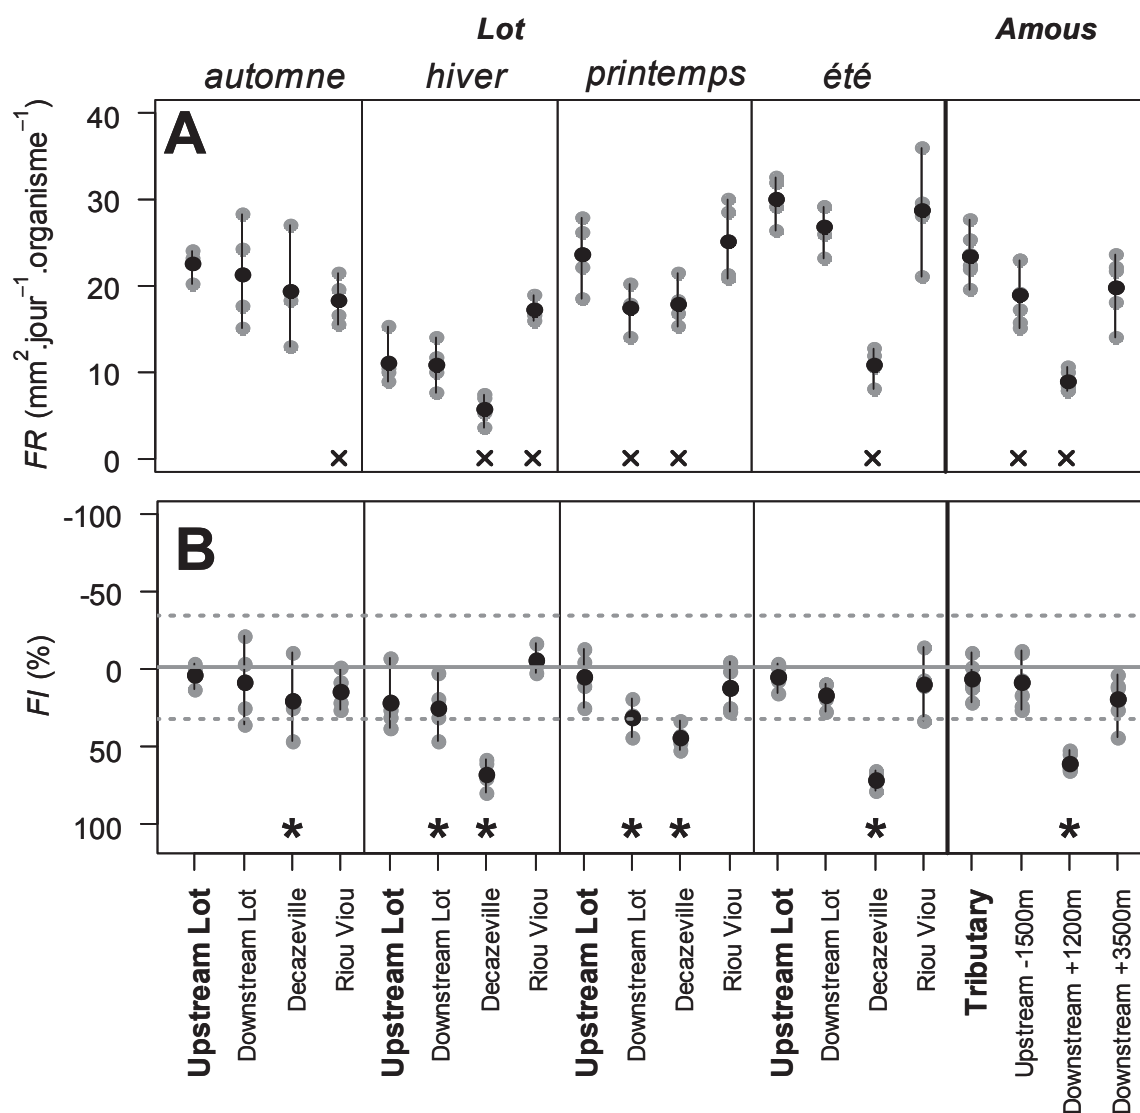 Lot Amous
automne hiver printemps été
A
FR (mm2.jour−1.organisme−1)
40
30
20
10
0
× × × × × × × ×
B
FI (%)
-100
-50
0
50
100
* * * * * * *
Upstream Lot
Downstream Lot
Decazeville
Riou Viou
Upstream Lot
Downstream Lot
Decazeville
Riou Viou
Upstream Lot
Downstream Lot
Decazeville
Riou Viou
Upstream Lot
Downstream Lot
Decazeville
Riou Viou
Tributary
Upstream -1500m
Downstream +1200m
Downstream +3500m